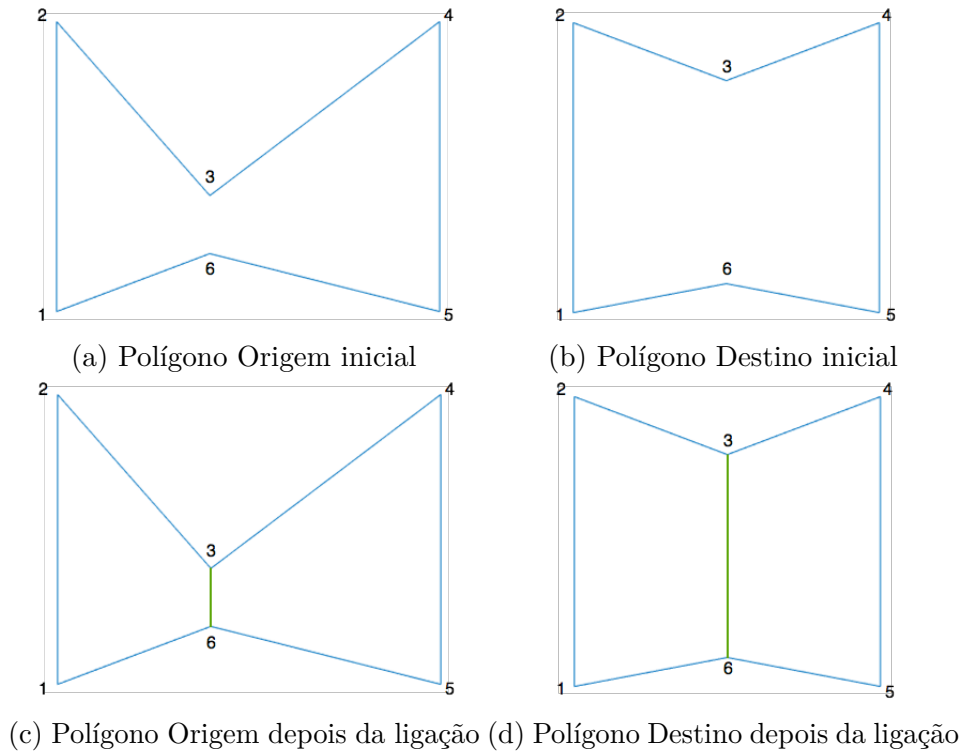 2 4 2 4
3 3
6 6
1 5 1 5
(a) Polígono Origem inicial (b) Polígono Destino inicial
2 4 2 4
3 3
6 6
1 5 1 5
(c) Polígono Origem depois da ligação (d) Polígono Destino depois da ligação